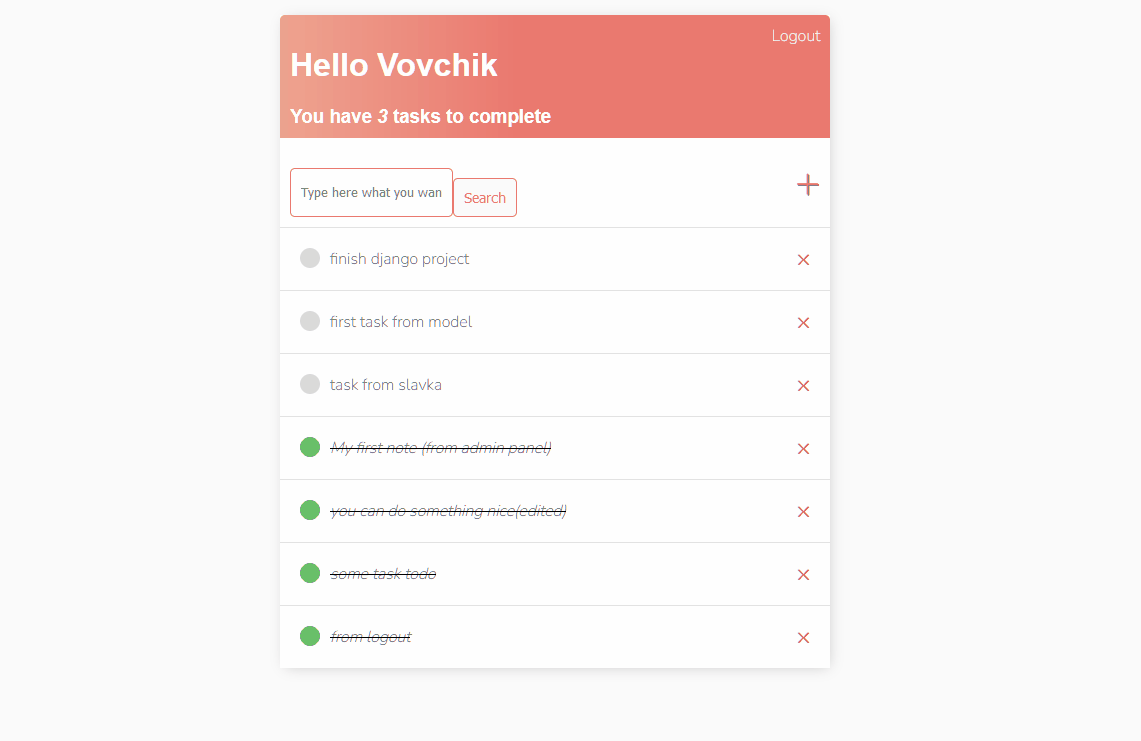 Logout
Hello Vovchik
You have 3 tasks to complete
Type here what you wan
Search
finish django project
first task from model
task from slavka
My first note (from admin panel)
you can do something nice(edited)
some task todo
from logout